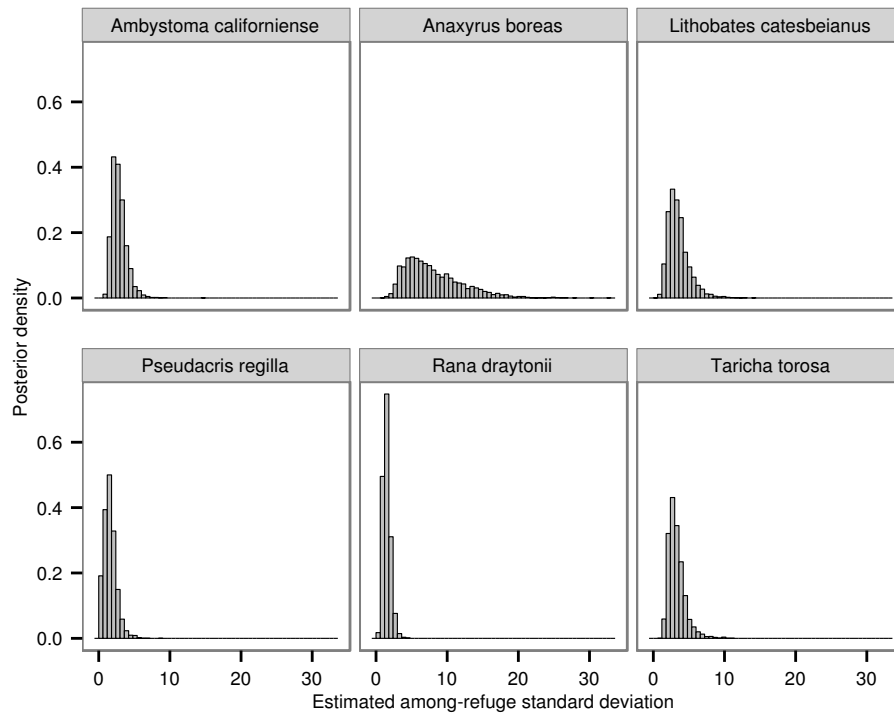 Ambystoma californiense
Anaxyrus boreas
Lithobates catesbeianus
0.6
0.4
0.2
0.0
Posterior density
Pseudacris regilla
Rana draytonii
Taricha torosa
0.6
0.4
0.2
0.0
0 10 20 30
0 10 20 30
0 10 20 30
Estimated among-refuge standard deviation